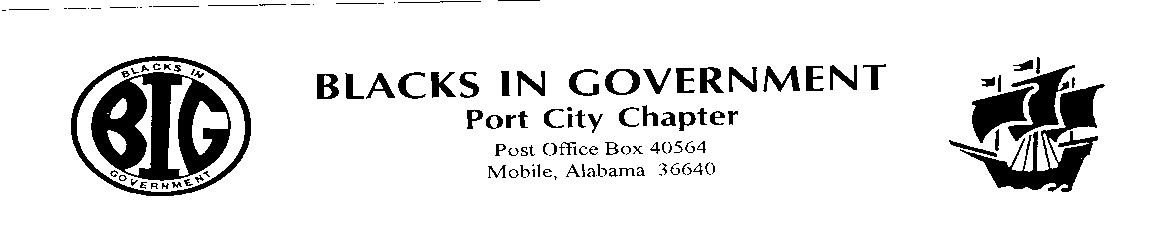 BLACKS IN
BIG
GOVERNMENT
BLACKS IN GOVERNMENT
Port City Chapter
Post Office Box 40564
Mobile, Alabama 36640